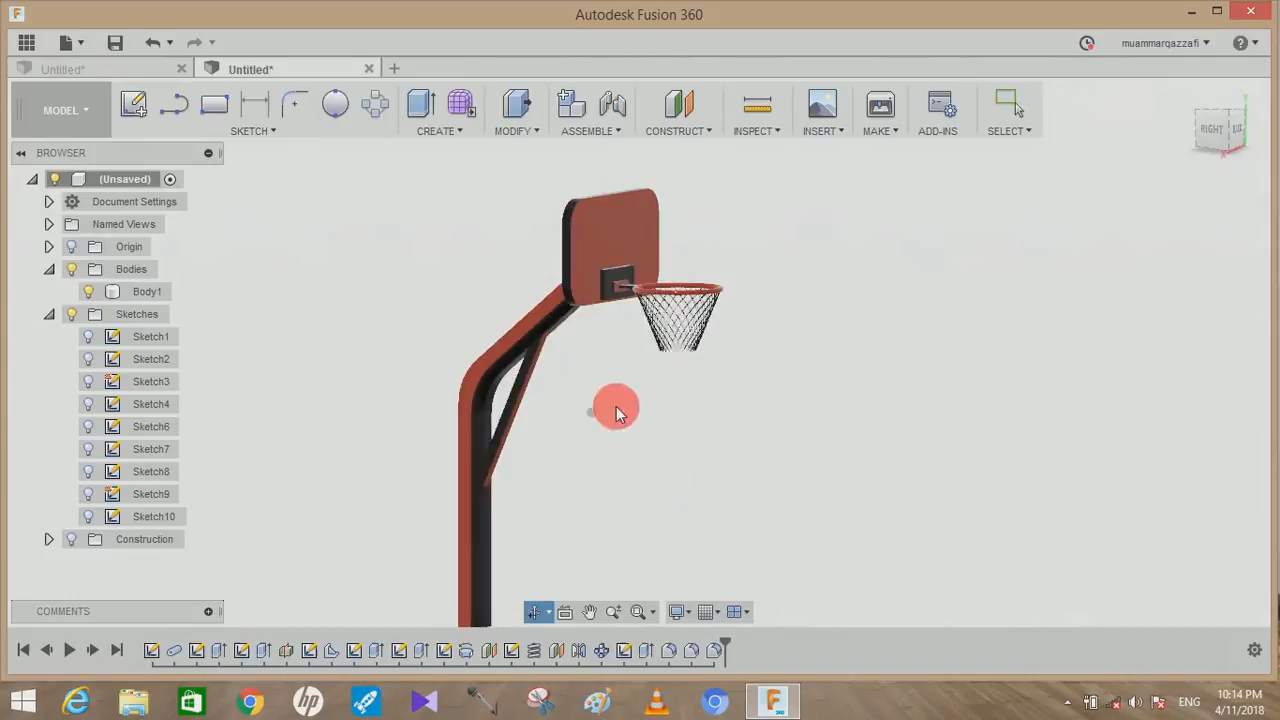 F
Autodesk Fusion 360
muammarqazzafi
?
Untitled*
Untitled*
MODEL
SKETCH
CREATE
MODIFY
ASSEMBLE
CONSTRUCT
INSPECT
INSERT
MAKE
ADD-INS
SELECT
RIGHT
BROWSER
(Unsaved)
Document Settings
Named Views
Origin
Bodies
Body1
Sketches
Sketch1
Sketch2
Sketch3
Sketch4
Sketch6
Sketch7
Sketch8
Sketch9
Sketch10
Construction
COMMENTS
hp
F
360
ENG
10:14 PM
4/11/2018